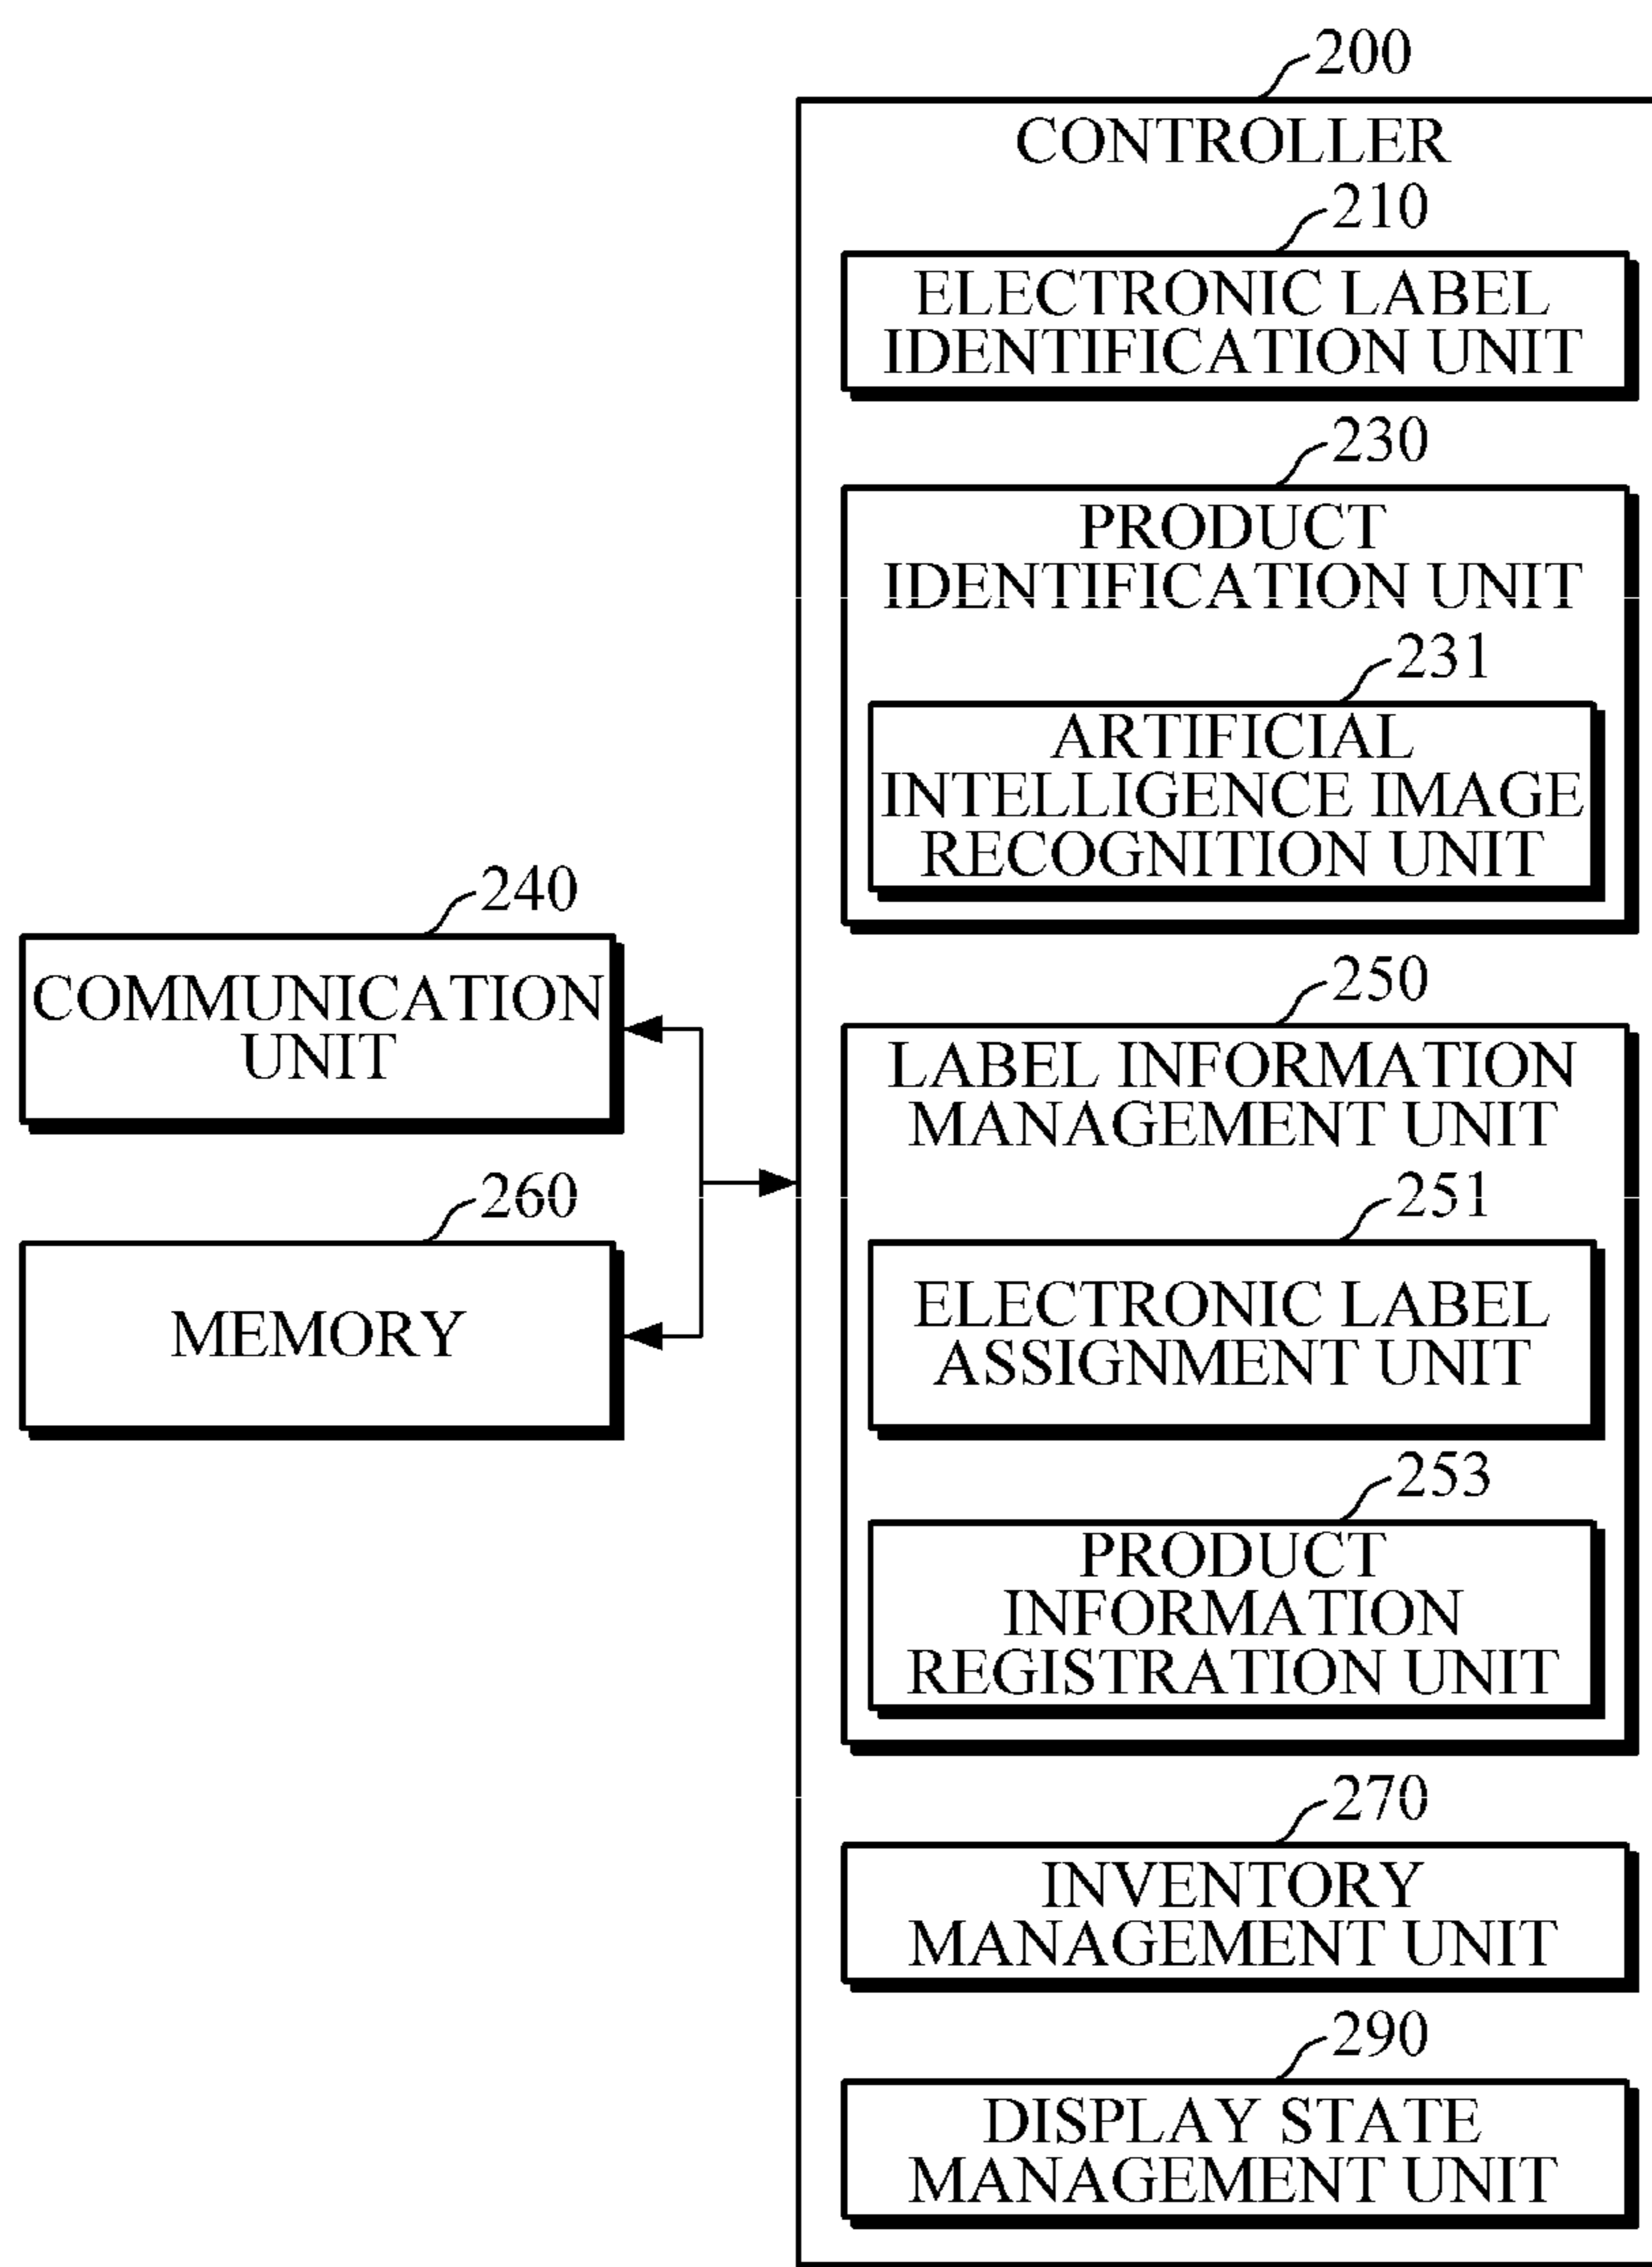 200
CONTROLLER
210
ELECTRONIC LABEL
IDENTIFICATION UNIT
230
PRODUCT
IDENTIFICATION UNIT
231
ARTIFICIAL
INTELLIGENCE IMAGE
RECOGNITION UNIT
240
COMMUNICATION
UNIT
260
MEMORY
250
LABEL INFORMATION
MANAGEMENT UNIT
251
ELECTRONIC LABEL
ASSIGNMENT UNIT
253
PRODUCT
INFORMATION
REGISTRATION UNIT
270
INVENTORY
MANAGEMENT UNIT
290
DISPLAY STATE
MANAGEMENT UNIT